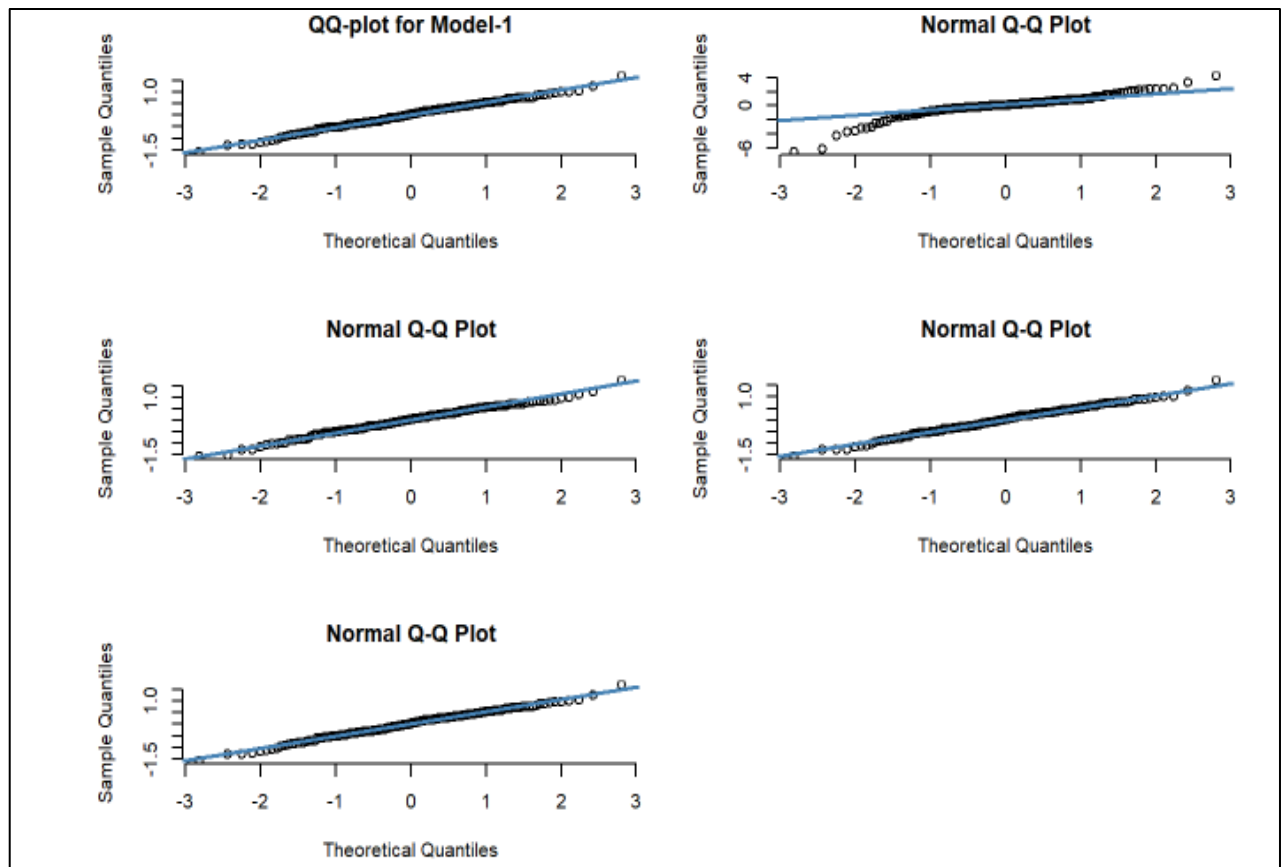 QQ-plot for Model-1
Sample Quantiles
1.0
-1.5
-3 -2 -1 0 1 2 3
Theoretical Quantiles
Normal Q-Q Plot
Sample Quantiles
4
0
-6
-3 -2 -1 0 1 2 3
Theoretical Quantiles
Normal Q-Q Plot
Sample Quantiles
1.0
-1.5
-3 -2 -1 0 1 2 3
Theoretical Quantiles
Normal Q-Q Plot
Sample Quantiles
1.0
-1.5
-3 -2 -1 0 1 2 3
Theoretical Quantiles
Normal Q-Q Plot
Sample Quantiles
1.0
-1.5
-3 -2 -1 0 1 2 3
Theoretical Quantiles